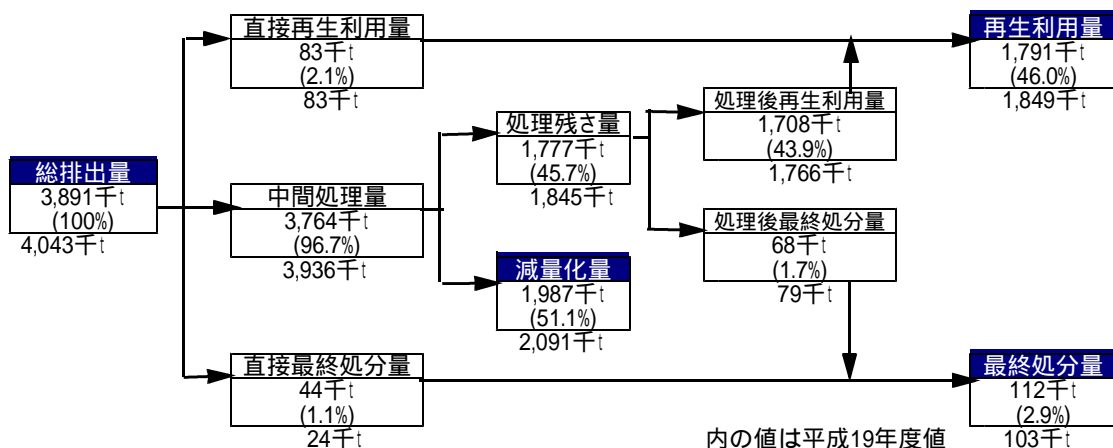 直接再生利用量
83千t
(2.1%)
83千t
再生利用量
1,791千t
(46.0%)
1,849千t
処理残さ量
1,777千t
(45.7%)
1,845千t
処理後再生利用量
1,708千t
(43.9%)
1,766千t
総排出量
3,891千t
(100%)
4,043千t
中間処理量
3,764千t
(96.7%)
3,936千t
処理後最終処分量
68千t
(1.7%)
79千t
減量化量
1,987千t
(51.1%)
2,091千t
直接最終処分量
44千t
(1.1%)
24千t
最終処分量
112千t
(2.9%)
103千t
内の値は平成19年度値